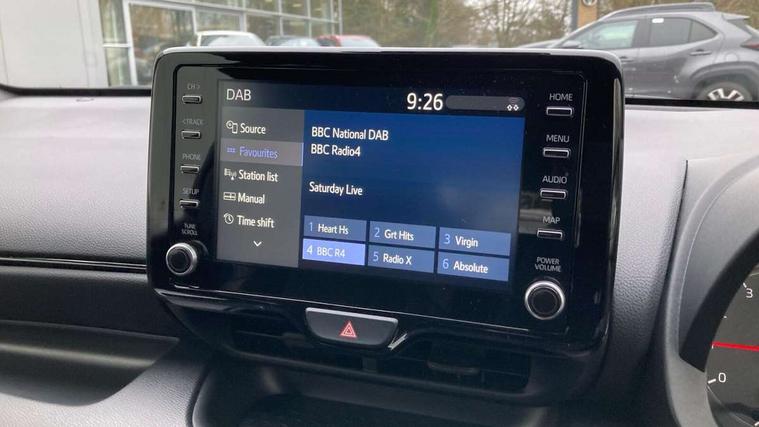 DAB
9:26
CH >
< TRACK
PHONE
SETUP
TUNE
SCROLL
Source
Favourites
Station list
Manual
Time shift
BBC National DAB
BBC Radio4
Saturday Live
1 Heart Hs
2 Grt Hits
3 Virgin
4 BBC R4
5 Radio X
6 Absolute
HOME
MENU
AUDIO
MAP
POWER
VOLUME
3
0